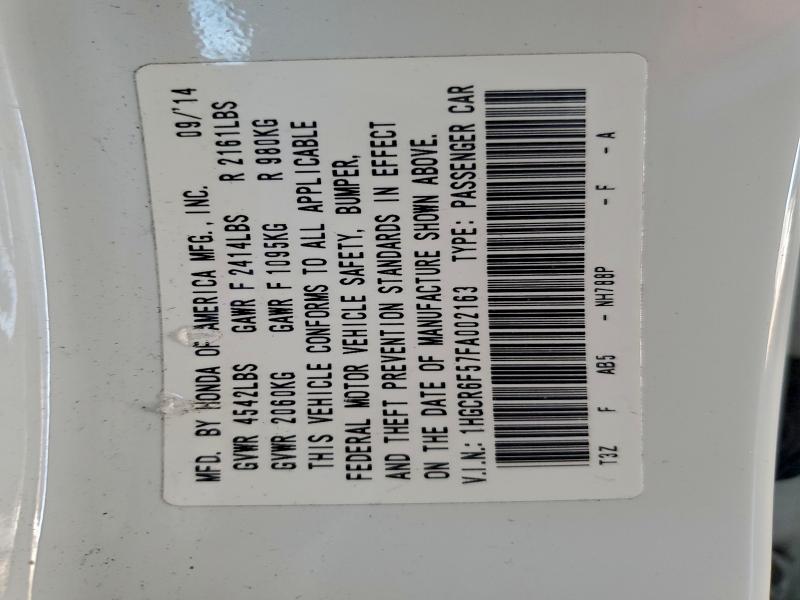 MFD. BY HONDA OF AMERICA MFG., INC. 09/'14
GVWR 4542LBS GAWR F 2414LBS R 2161LBS
GVWR 2060KG GAWR F 1095KG R 980KG
THIS VEHICLE CONFORMS TO ALL APPLICABLE
FEDERAL MOTOR VEHICLE SAFETY, BUMPER,
AND THEFT PREVENTION STANDARDS IN EFFECT
ON THE DATE OF MANUFACTURE SHOWN ABOVE.
V.I.N.: 1HGCR6F57FA002163 TYPE: PASSENGER CAR
T3Z F AB5 - NH788P - F - A